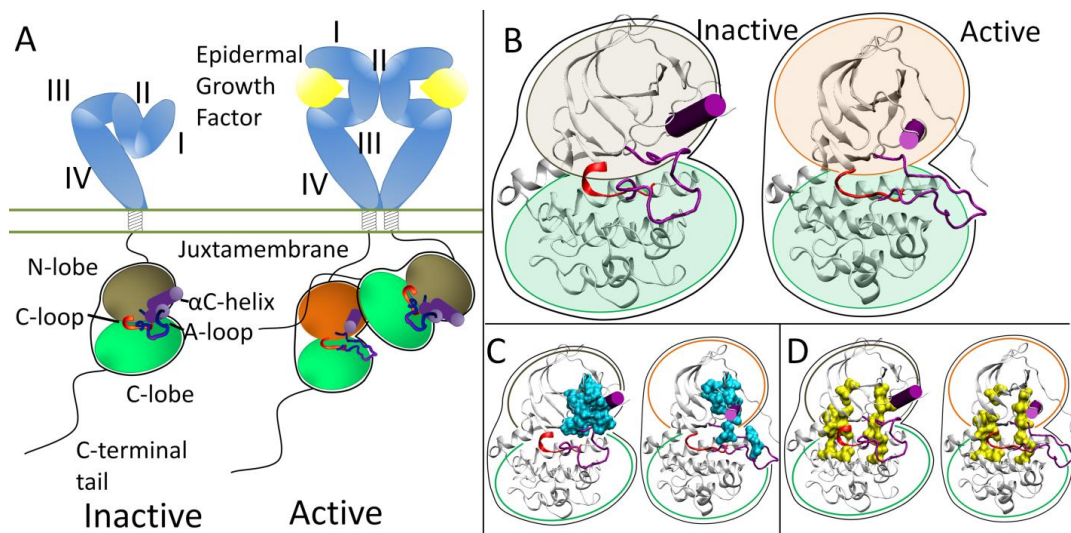 A
I
II
III
II
I
IV
Epidermal
Growth
Factor
III
IV
Juxtamembrane
N-lobe
C-loop
αC-helix
A-loop
C-lobe
C-terminal
tail
Inactive
Active
B
Inactive
Active
C
D